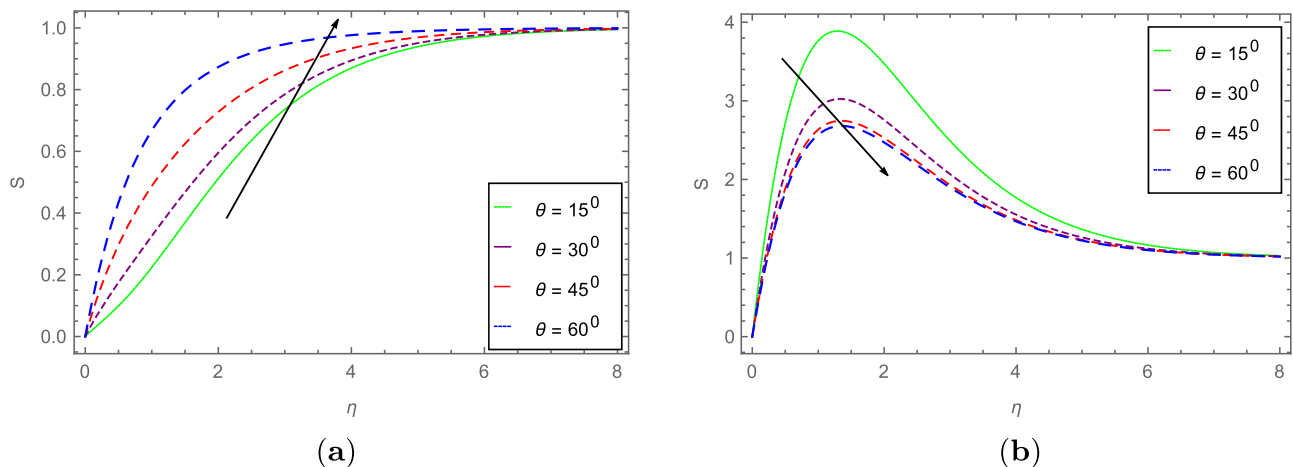 1.0
0.8
0.6
0.4
0.2
0.0
S
0 2 4 6 8
η
θ = 15⁰
θ = 30⁰
θ = 45⁰
θ = 60⁰
(a)
4
3
2
1
0
S
0 2 4 6 8
η
θ = 15⁰
θ = 30⁰
θ = 45⁰
θ = 60⁰
(b)